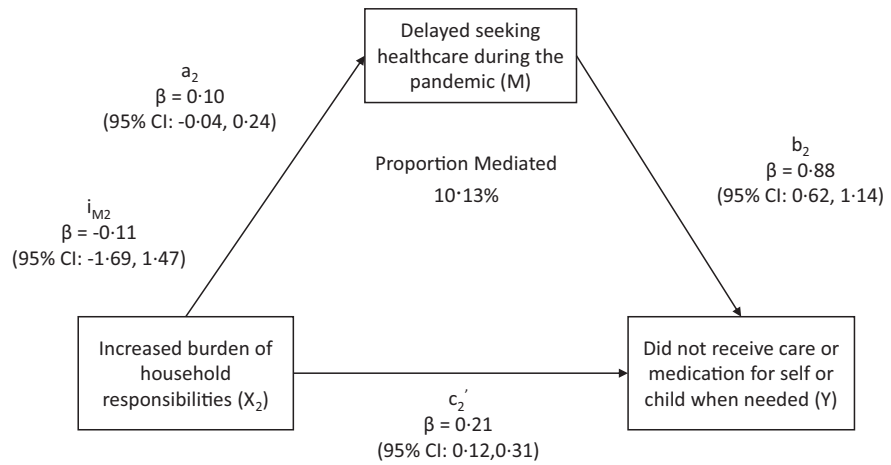 Delayed seeking
healthcare during the
pandemic (M)
a₂
β = 0·10
(95% CI: -0·04, 0·24)
b₂
β = 0·88
(95% CI: 0·62, 1·14)
Proportion Mediated
10·13%
i_M2
β = -0·11
(95% CI: -1·69, 1·47)
Increased burden of
household
responsibilities (X₂)
Did not receive care or
medication for self or
child when needed (Y)
c₂′
β = 0·21
(95% CI: 0·12,0·31)